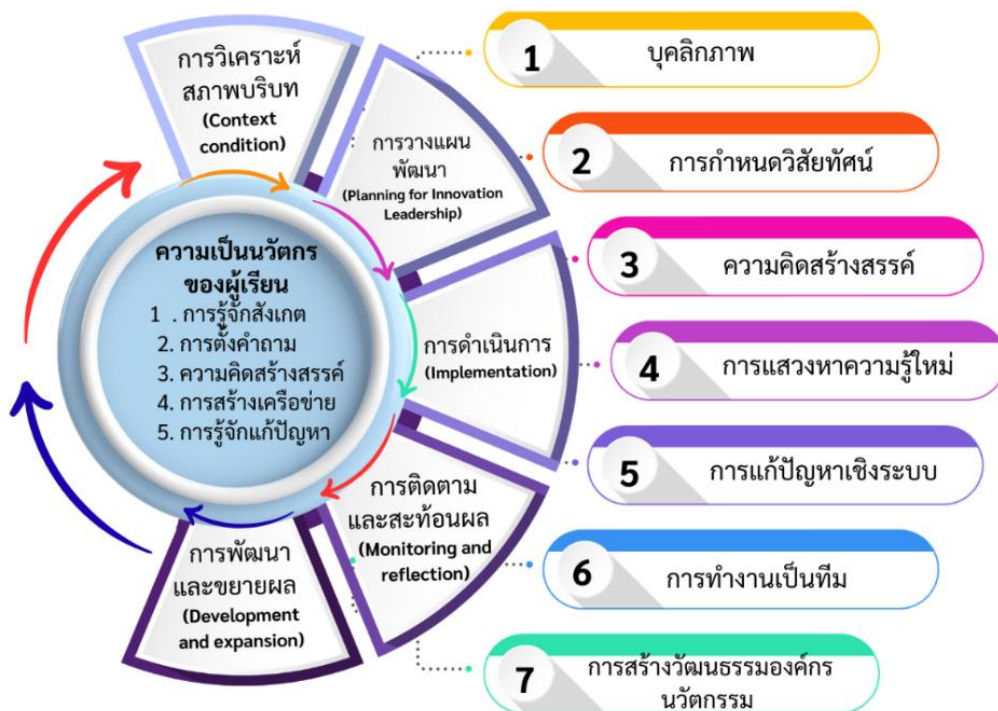 การวิเคราะห์
สภาพบริบท
(Context
condition)
การวางแผน
พัฒนา
(Planning for Innovation
Leadership)
การดำเนินการ
(Implementation)
การติดตาม
และสะท้อนผล
(Monitoring and
reflection)
การพัฒนา
และขยายผล
(Development
and expansion)
ความเป็นนวัตกร
ของผู้เรียน
1 . การรู้จักสังเกต
2. การตั้งคำถาม
3. ความคิดสร้างสรรค์
4. การสร้างเครือข่าย
5. การรู้จักแก้ปัญหา
1 บุคลิกภาพ
2 การกำหนดวิสัยทัศน์
3 ความคิดสร้างสรรค์
4 การแสวงหาความรู้ใหม่
5 การแก้ปัญหาเชิงระบบ
6 การทำงานเป็นทีม
7 การสร้างวัฒนธรรมองค์กร
นวัตกรรม